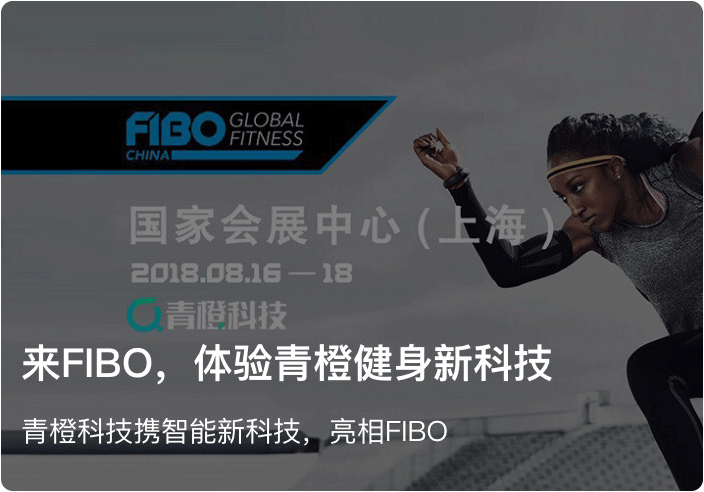 FIBO GLOBAL
FITNESS
CHINA
国家会展中心(上海)
2018.08.16 — 18
青橙科技
来FIBO，体验青橙健身新科技
青橙科技携智能新科技，亮相FIBO